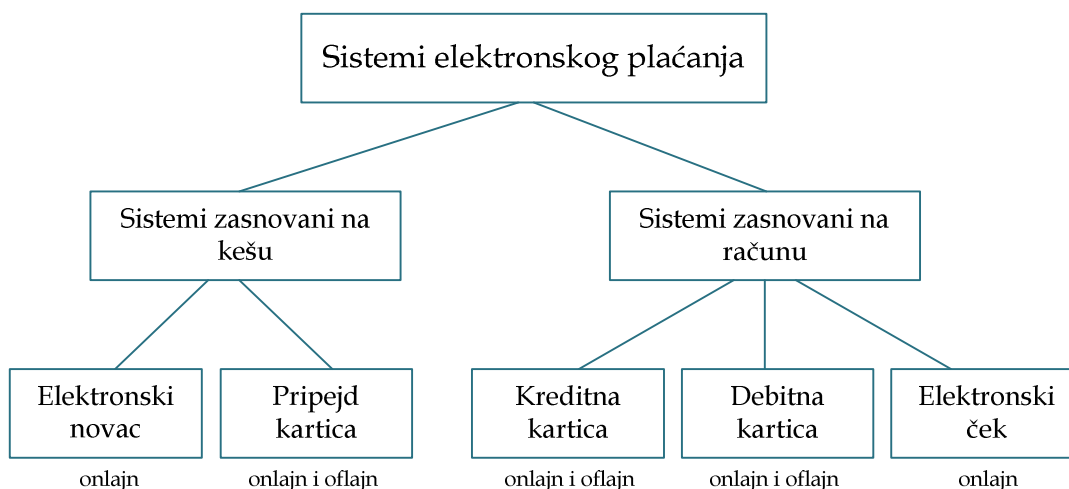 Sistemi elektronskog plaćanja
Sistemi zasnovani na
kešu
Sistemi zasnovani na
računu
Elektronski
novac
Pripejd
kartica
Kreditna
kartica
Debitna
kartica
Elektronski
ček
onlajn
onlajn i oflajn
onlajn i oflajn
onlajn i oflajn
onlajn